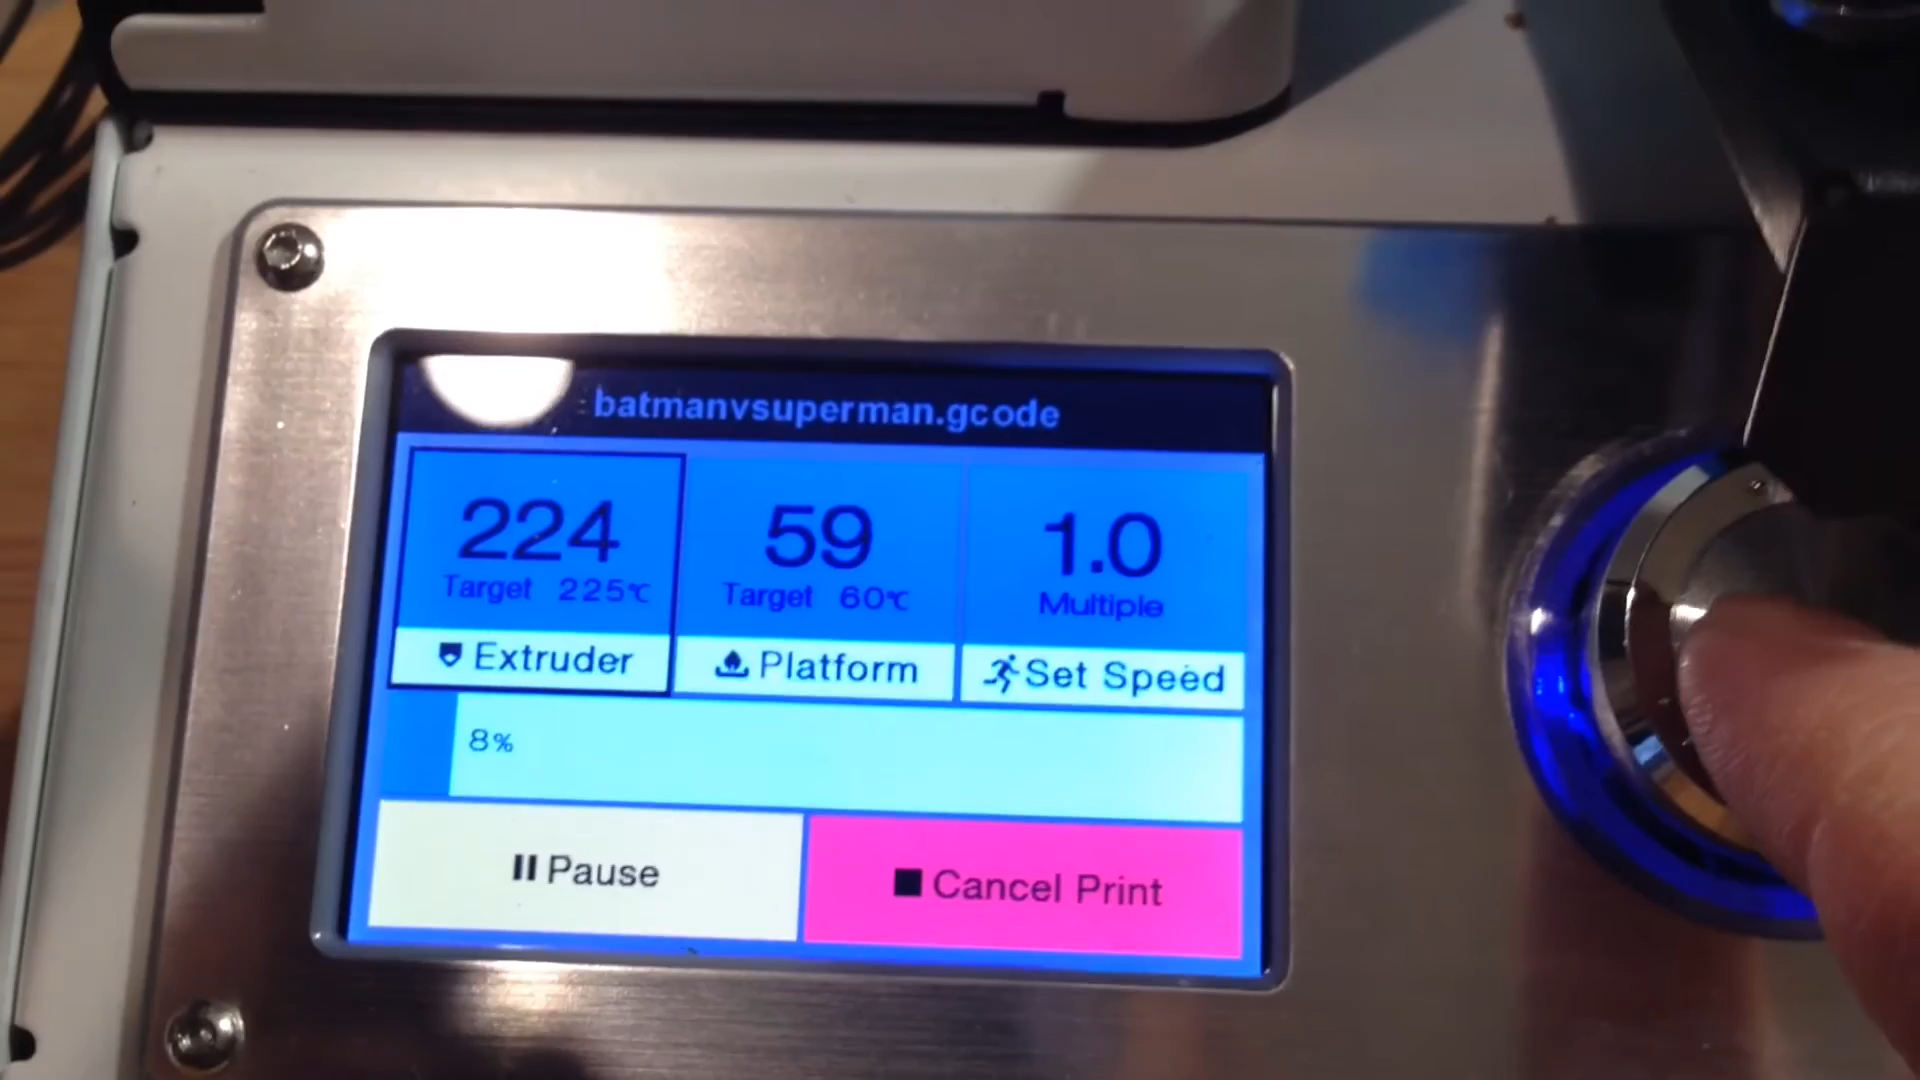 batmanvsuperman.gcode
224 59 1.0
Target 225℃ Target 60℃ Multiple
Extruder Platform Set Speed
8%
Pause Cancel Print